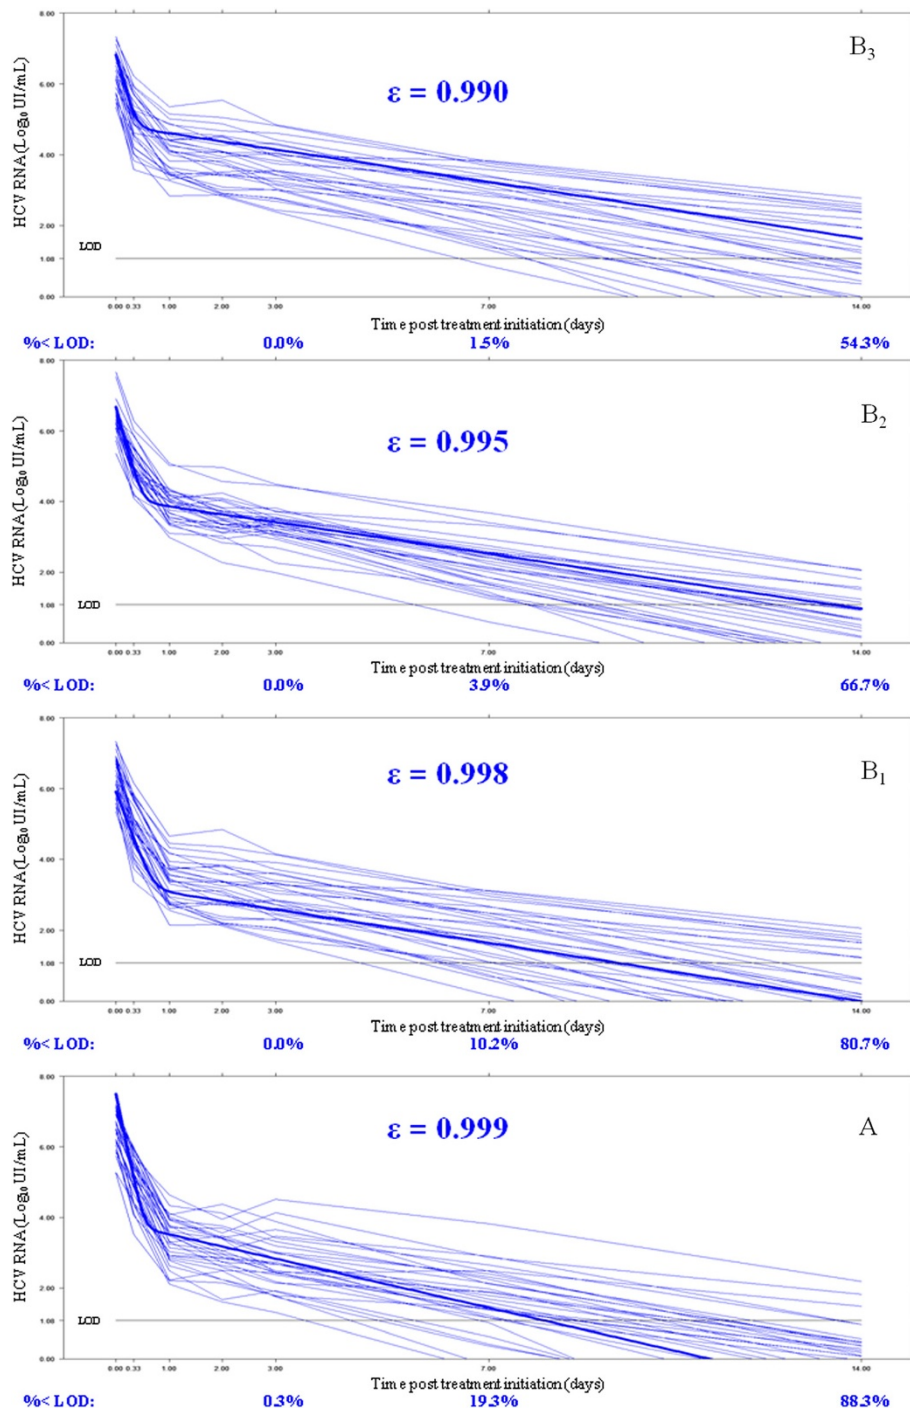 8.00
B3
ε = 0.990
6.00
HCV RNA (Log10 UI/mL)
4.00
2.00
LOD
1.08
0.00
0.00 0.33 1.00 2.00 3.00 7.00 14.00
Time post treatment initiation (days)
%< LOD: 0.0% 1.5% 54.3%
8.00
B2
ε = 0.995
6.00
HCV RNA (Log10 UI/mL)
4.00
2.00
LOD
1.08
0.00
0.00 0.33 1.00 2.00 3.00 7.00 14.00
Time post treatment initiation (days)
%< LOD: 0.0% 3.9% 66.7%
8.00
B1
ε = 0.998
6.00
HCV RNA (Log10 UI/mL)
4.00
2.00
LOD
1.08
0.00
0.00 0.33 1.00 2.00 3.00 7.00 14.00
Time post treatment initiation (days)
%< LOD: 0.0% 10.2% 80.7%
8.00
A
ε = 0.999
6.00
HCV RNA (Log10 UI/mL)
4.00
2.00
LOD
1.08
0.00
0.00 0.33 1.00 2.00 3.00 7.00 14.00
Time post treatment initiation (days)
%< LOD: 0.3% 19.3% 88.3%